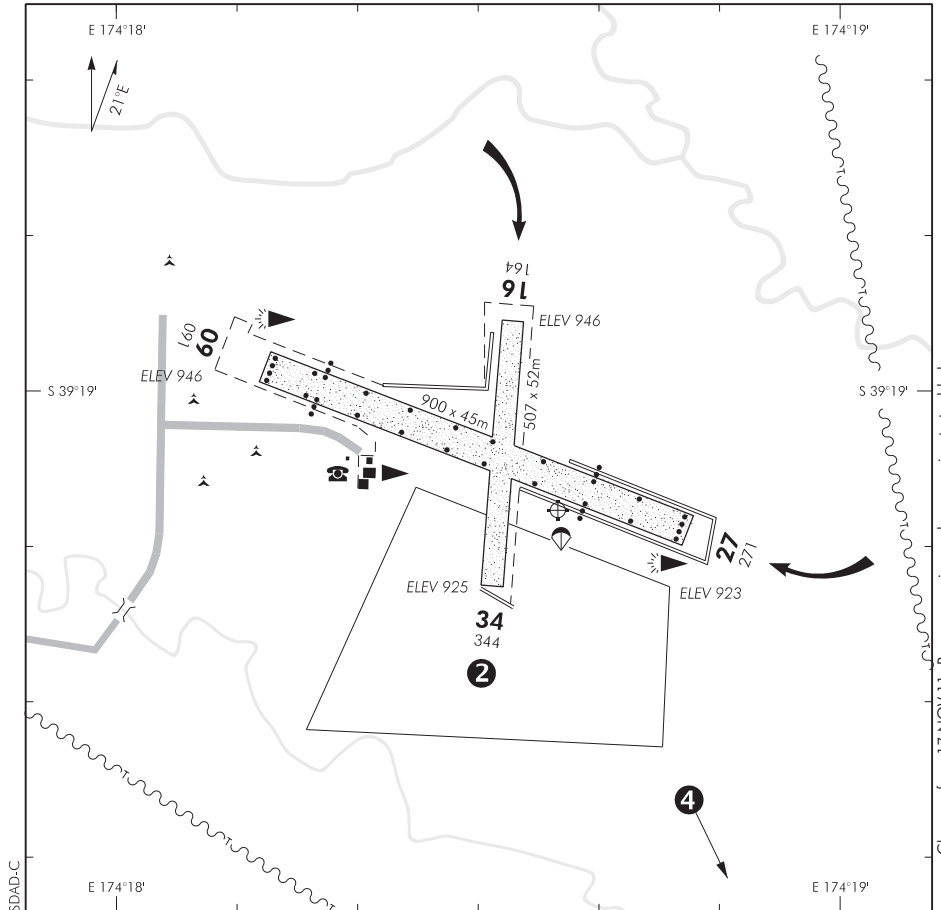 E 174°18'
E 174°19'
21°E
164
16
ELEV 946
091
09
ELEV 946
S 39°19'
S 39°19'
900 x 45m
507 x 52m
27
271
ELEV 925
ELEV 923
34
344
2
4
E 174°18'
E 174°19'
SDAD-C